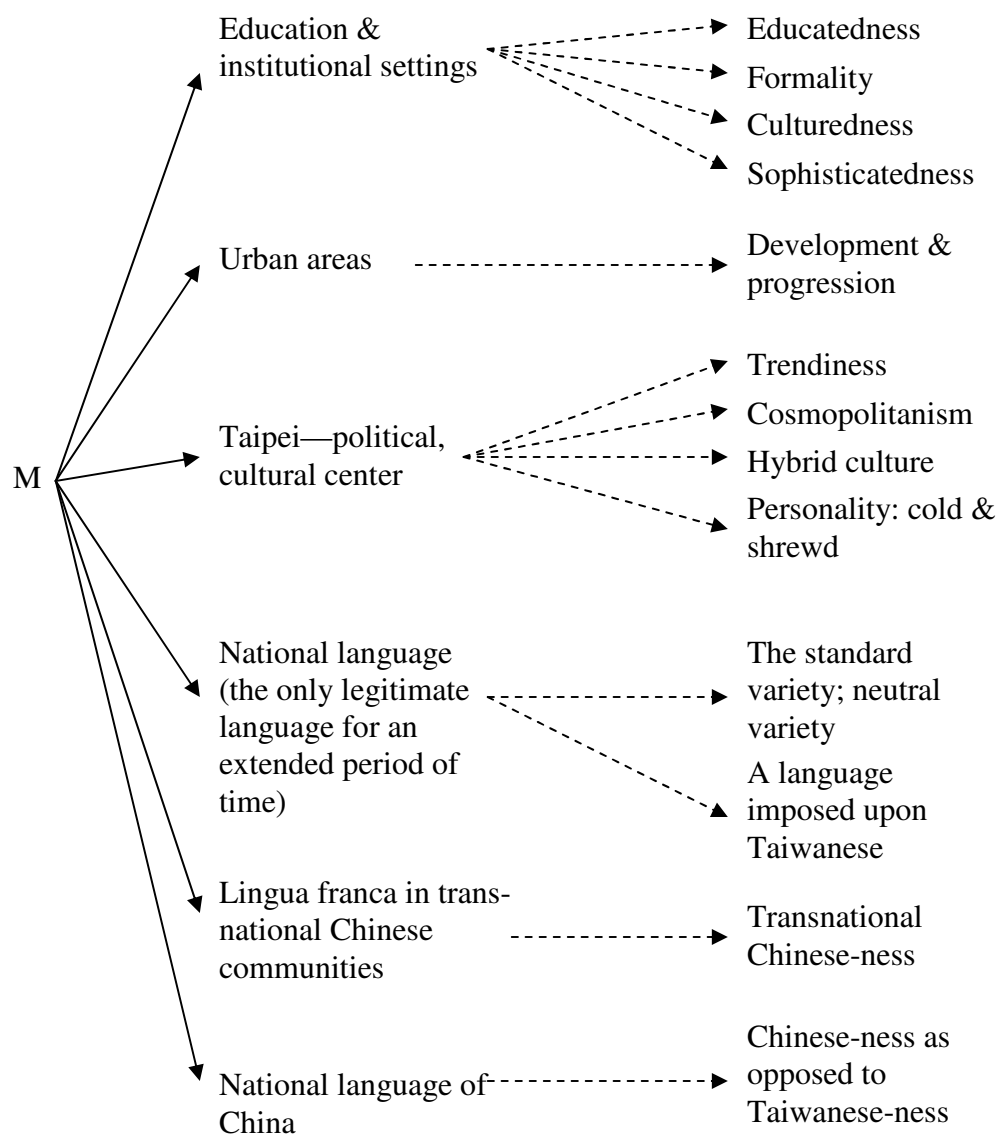 Education &
institutional settings
Educatedness
Formality
Culturedness
Sophisticatedness
Urban areas
Development &
progression
M
Taipei—political,
cultural center
Trendiness
Cosmopolitanism
Hybrid culture
Personality: cold &
shrewd
National language
(the only legitimate
language for an
extended period of
time)
The standard
variety; neutral
variety
A language
imposed upon
Taiwanese
Lingua franca in trans-
national Chinese
communities
Transnational
Chinese-ness
National language of
China
Chinese-ness as
opposed to
Taiwanese-ness